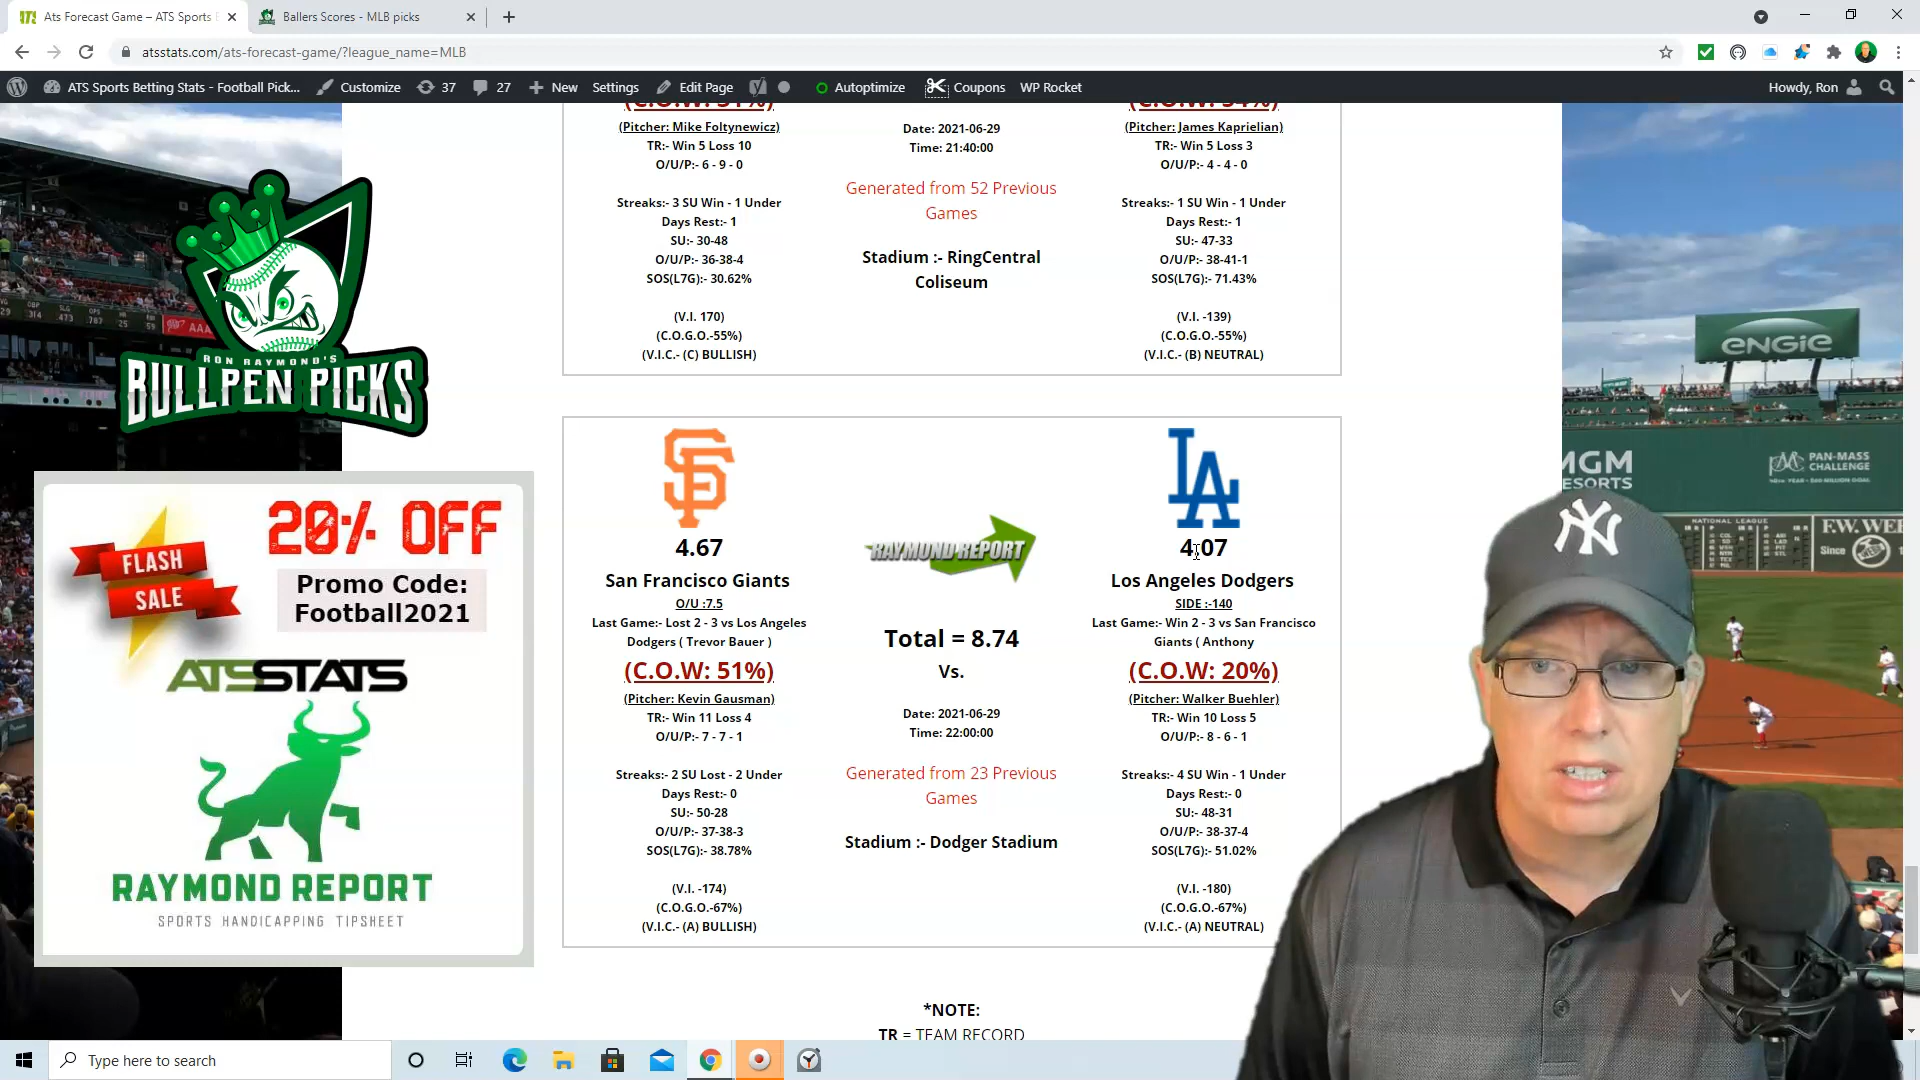 Ats Forecast Game – ATS Sports B
Ballers Scores - MLB picks
atsstats.com/ats-forecast-game/?league_name=MLB
ATS Sports Betting Stats - Football Pick...
Customize
37
27
New
Settings
Edit Page
Autoptimize
Coupons
WP Rocket
Howdy, Ron
(Pitcher: Mike Foltynewicz)
TR:- Win 5 Loss 10
O/U/P:- 6 - 9 - 0
Streaks:- 3 SU Win - 1 Under
Days Rest:- 1
SU:- 30-48
O/U/P:- 36-38-4
SOS(L7G):- 30.62%
(V.I. 170)
(C.O.G.O.-55%)
(V.I.C.- (C) BULLISH)
Date: 2021-06-29
Time: 21:40:00
Generated from 52 Previous
Games
Stadium :- RingCentral
Coliseum
(Pitcher: James Kaprielian)
TR:- Win 5 Loss 3
O/U/P:- 4 - 4 - 0
Streaks:- 1 SU Win - 1 Under
Days Rest:- 1
SU:- 47-33
O/U/P:- 38-41-1
SOS(L7G):- 71.43%
(V.I. -139)
(C.O.G.O.-55%)
(V.I.C.- (B) NEUTRAL)
RON RAYMOND'S
BULLPEN PICKS
FLASH
SALE
20% OFF
Promo Code:
Football2021
ATSSTATS
RAYMOND REPORT
SPORTS HANDICAPPING TIPSHEET
4.67
San Francisco Giants
O/U :7.5
Last Game:- Lost 2 - 3 vs Los Angeles
Dodgers ( Trevor Bauer )
(C.O.W: 51%)
(Pitcher: Kevin Gausman)
TR:- Win 11 Loss 4
O/U/P:- 7 - 7 - 1
Streaks:- 2 SU Lost - 2 Under
Days Rest:- 0
SU:- 50-28
O/U/P:- 37-38-3
SOS(L7G):- 38.78%
(V.I. -174)
(C.O.G.O.-67%)
(V.I.C.- (A) BULLISH)
RAYMOND REPORT
Total = 8.74
Vs.
Date: 2021-06-29
Time: 22:00:00
Generated from 23 Previous
Games
Stadium :- Dodger Stadium
LA
4.07
Los Angeles Dodgers
SIDE :-140
Last Game:- Win 2 - 3 vs San Francisco
Giants ( Anthony
(C.O.W: 20%)
(Pitcher: Walker Buehler)
TR:- Win 10 Loss 5
O/U/P:- 8 - 6 - 1
Streaks:- 4 SU Win - 1 Under
Days Rest:- 0
SU:- 48-31
O/U/P:- 38-37-4
SOS(L7G):- 51.02%
(V.I. -180)
(C.O.G.O.-67%)
(V.I.C.- (A) NEUTRAL)
*NOTE:
TR = TEAM RECORD
ENGIE
MGM
RESORTS
PAN-MASS
CHALLENGE
NATIONAL LEAGUE
F.W. WE
Since
NY
Type here to search